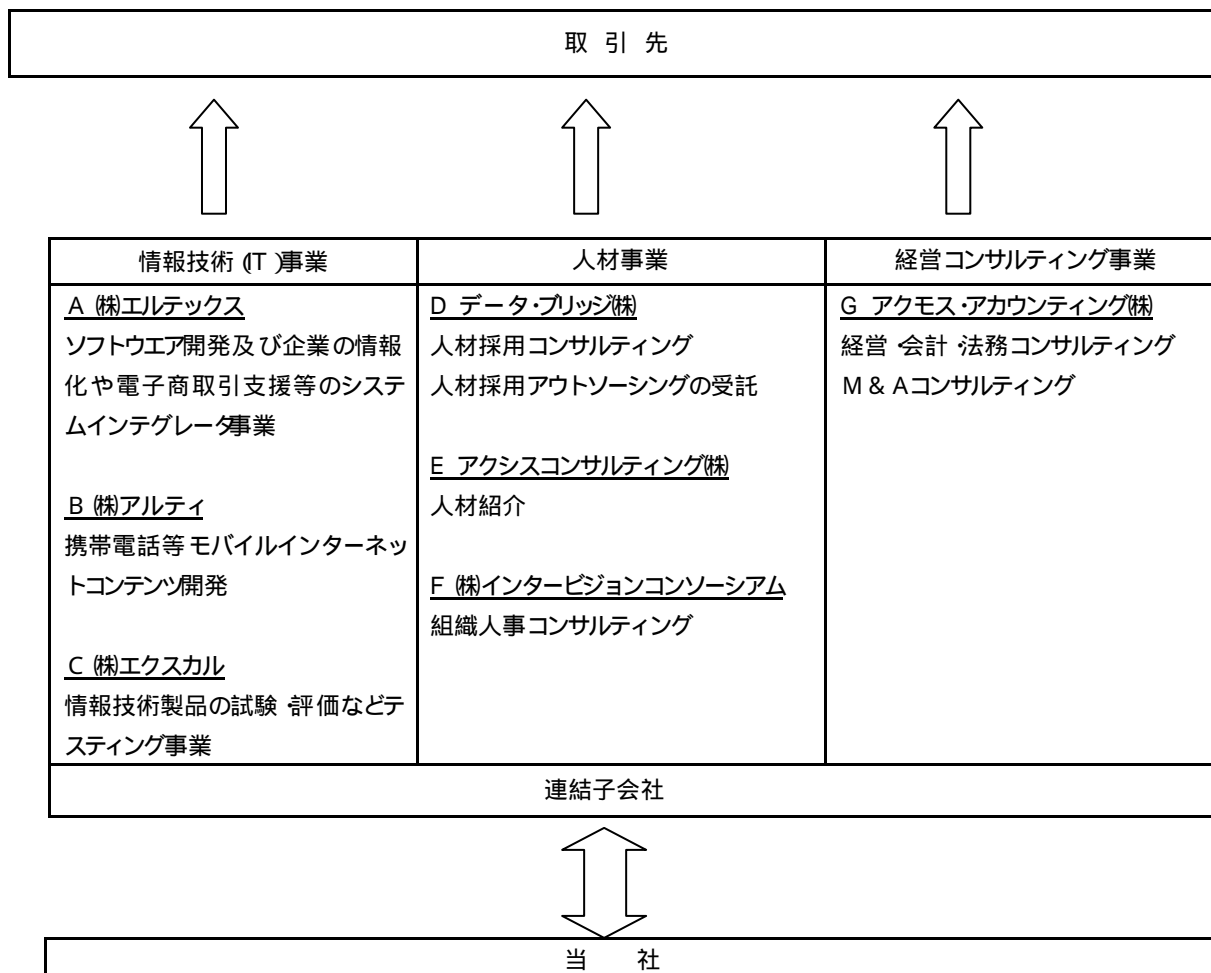 取 引 先
情報技術(IT)事業
人材事業
経営コンサルティング事業
A ㈱エルテックス
ソフトウエア開発及び企業の情報
化や電子商取引支援等のシステ
ムインテグレータ事業
B ㈱アルティ
携帯電話等モバイルインターネッ
トコンテンツ開発
C ㈱エクスカル
情報技術製品の試験・評価などテ
スティング事業
D データ・ブリッジ㈱
人材採用コンサルティング
人材採用アウトソーシングの受託
E アクシスコンサルティング㈱
人材紹介
F ㈱インタービジョンコンソーシアム
組織人事コンサルティング
G アクモス・アカウンティング㈱
経営・会計・法務コンサルティング
M&Aコンサルティング
連結子会社
当 社